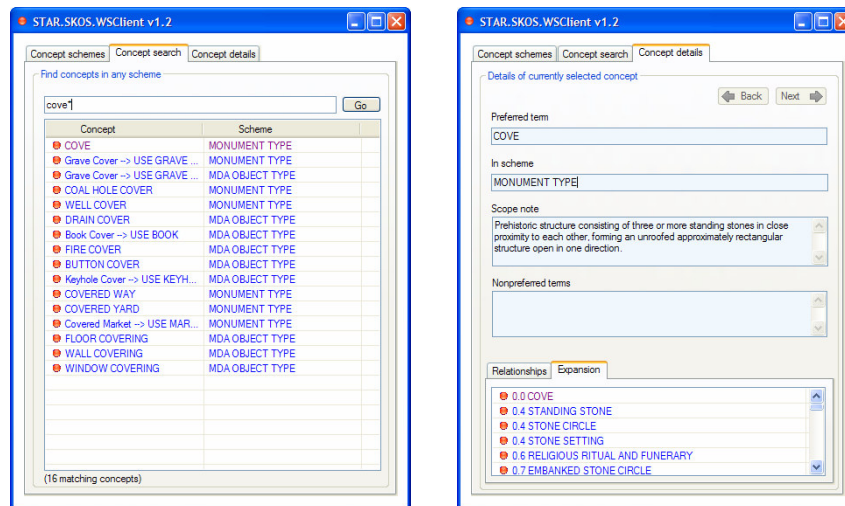 STAR.SKOS.WSClient v1.2
Concept schemes Concept search Concept details
Find concepts in any scheme
cove*
Go
Concept Scheme
COVE MONUMENT TYPE
Grave Cover --> USE GRAVE ... MONUMENT TYPE
Grave Cover --> USE GRAVE ... MDA OBJECT TYPE
COAL HOLE COVER MONUMENT TYPE
WELL COVER MONUMENT TYPE
DRAIN COVER MDA OBJECT TYPE
Book Cover --> USE BOOK MDA OBJECT TYPE
FIRE COVER MDA OBJECT TYPE
BUTTON COVER MDA OBJECT TYPE
Keyhole Cover --> USE KEYH... MDA OBJECT TYPE
COVERED WAY MONUMENT TYPE
COVERED YARD MONUMENT TYPE
Covered Market --> USE MAR... MONUMENT TYPE
FLOOR COVERING MDA OBJECT TYPE
WALL COVERING MDA OBJECT TYPE
WINDOW COVERING MDA OBJECT TYPE
(16 matching concepts)
STAR.SKOS.WSClient v1.2
Concept schemes Concept search Concept details
Details of currently selected concept
Back Next
Preferred term
COVE
In scheme
MONUMENT TYPE
Scope note
Prehistoric structure consisting of three or more standing stones in close
proximity to each other, forming an unroofed approximately rectangular
structure open in one direction.
Nonpreferred terms
Relationships Expansion
0.0 COVE
0.4 STANDING STONE
0.4 STONE CIRCLE
0.4 STONE SETTING
0.6 RELIGIOUS RITUAL AND FUNERARY
0.7 EMBANKED STONE CIRCLE